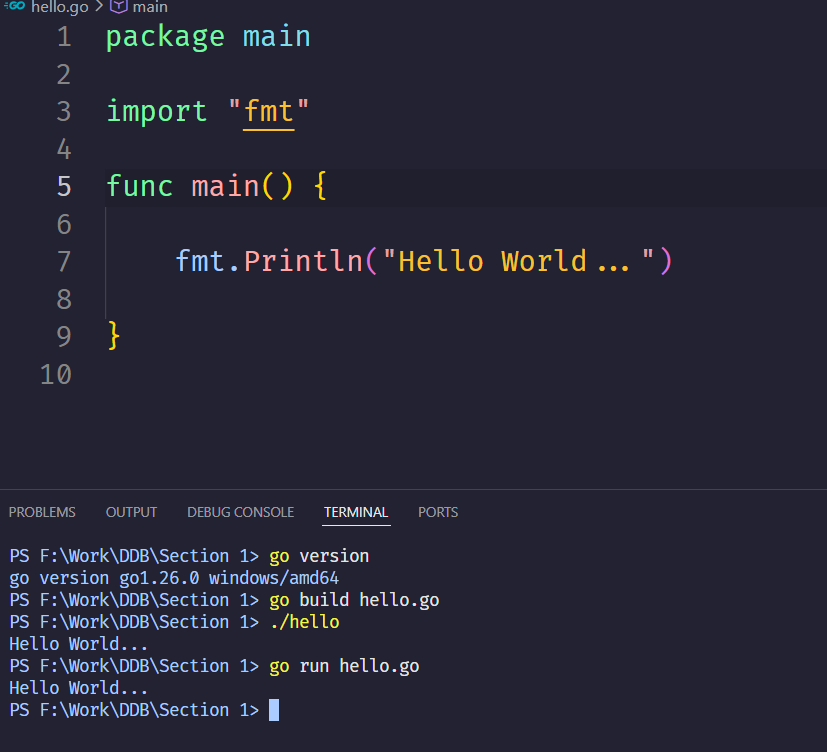 GO hello.go > main
1 package main
2
3 import "fmt"
4
5 func main() {
6
7     fmt.Println("Hello World...")
8
9 }
10
PROBLEMS OUTPUT DEBUG CONSOLE TERMINAL PORTS
PS F:\Work\DDB\Section 1> go version
go version go1.26.0 windows/amd64
PS F:\Work\DDB\Section 1> go build hello.go
PS F:\Work\DDB\Section 1> ./hello
Hello World...
PS F:\Work\DDB\Section 1> go run hello.go
Hello World...
PS F:\Work\DDB\Section 1>